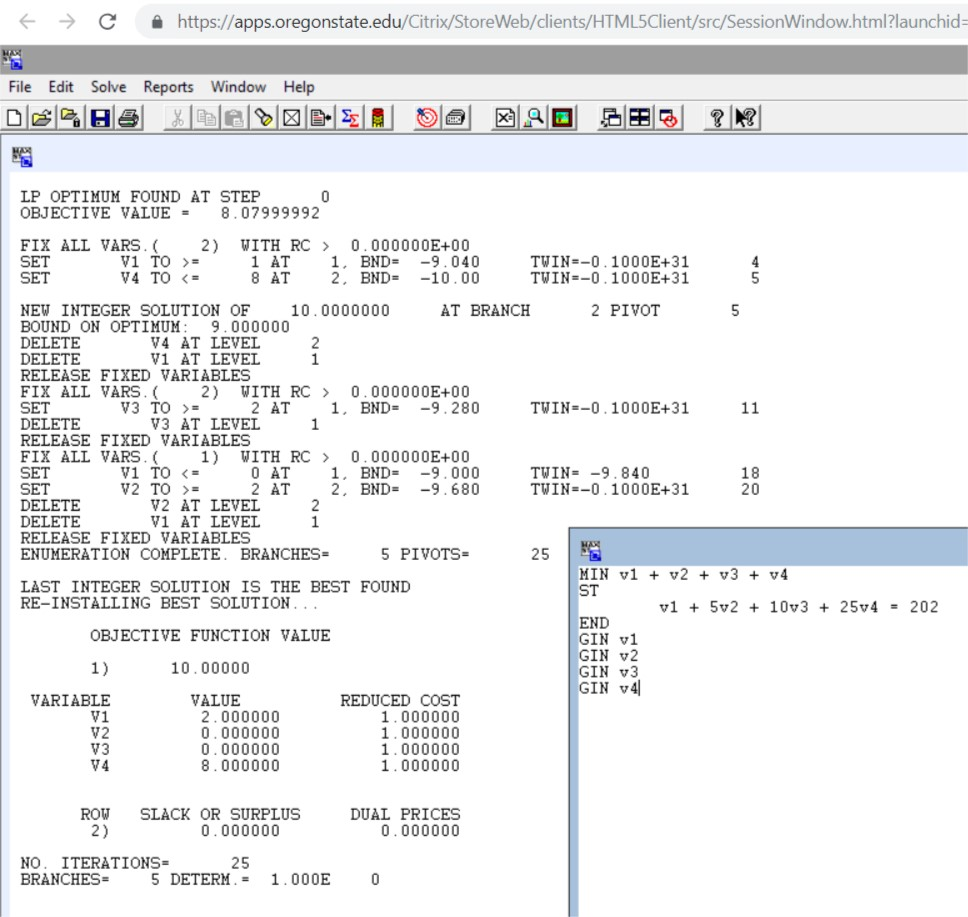 https://apps.oregonstate.edu/Citrix/StoreWeb/clients/HTML5Client/src/SessionWindow.html?launchid=
File Edit Solve Reports Window Help
LP OPTIMUM FOUND AT STEP 0
OBJECTIVE VALUE = 8.07999992
FIX ALL VARS.( 2) WITH RC > 0.000000E+00
SET V1 TO >= 1 AT 1, BND= -9.040 TWIN=-0.1000E+31 4
SET V4 TO <= 8 AT 2, BND= -10.00 TWIN=-0.1000E+31 5
NEW INTEGER SOLUTION OF 10.0000000 AT BRANCH 2 PIVOT 5
BOUND ON OPTIMUM: 9.000000
DELETE V4 AT LEVEL 2
DELETE V1 AT LEVEL 1
RELEASE FIXED VARIABLES
FIX ALL VARS.( 2) WITH RC > 0.000000E+00
SET V3 TO >= 2 AT 1, BND= -9.280 TWIN=-0.1000E+31 11
DELETE V3 AT LEVEL 1
RELEASE FIXED VARIABLES
FIX ALL VARS.( 1) WITH RC > 0.000000E+00
SET V1 TO <= 0 AT 1, BND= -9.000 TWIN= -9.840 18
SET V2 TO >= 2 AT 2, BND= -9.680 TWIN=-0.1000E+31 20
DELETE V2 AT LEVEL 2
DELETE V1 AT LEVEL 1
RELEASE FIXED VARIABLES
ENUMERATION COMPLETE. BRANCHES= 5 PIVOTS= 25
LAST INTEGER SOLUTION IS THE BEST FOUND
RE-INSTALLING BEST SOLUTION...
OBJECTIVE FUNCTION VALUE
1) 10.00000
VARIABLE VALUE REDUCED COST
V1 2.000000 1.000000
V2 0.000000 1.000000
V3 0.000000 1.000000
V4 8.000000 1.000000
ROW SLACK OR SURPLUS DUAL PRICES
2) 0.000000 0.000000
NO. ITERATIONS= 25
BRANCHES= 5 DETERM.= 1.000E 0
MIN v1 + v2 + v3 + v4
ST
v1 + 5v2 + 10v3 + 25v4 = 202
END
GIN v1
GIN v2
GIN v3
GIN v4